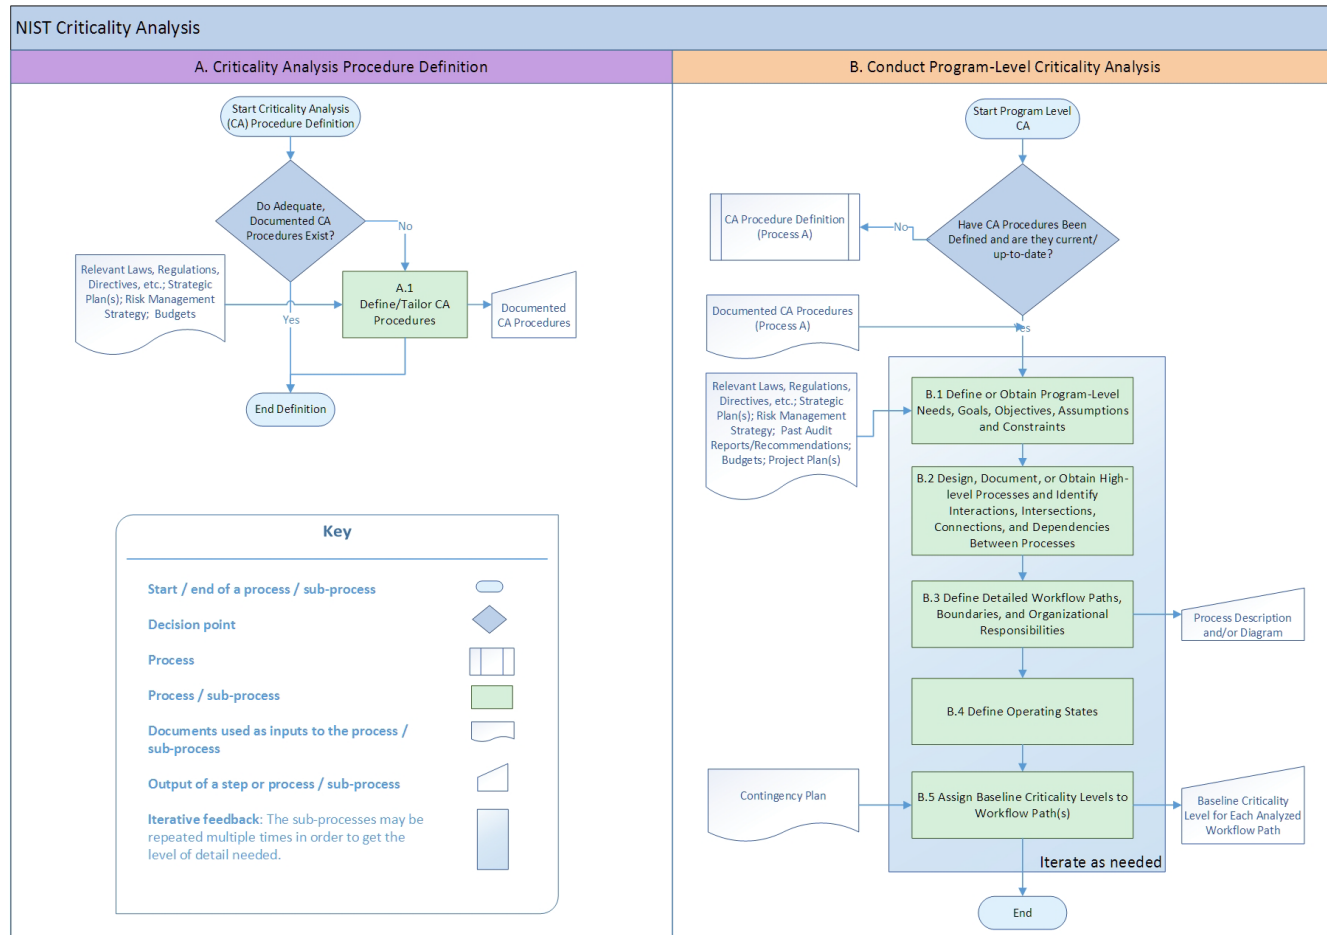 NIST Criticality Analysis
A. Criticality Analysis Procedure Definition
Start Criticality Analysis
(CA) Procedure Definition
Do Adequate,
Documented CA
Procedures Exist?
No
Relevant Laws, Regulations,
Directives, etc.; Strategic
Plan(s); Risk Management
Strategy; Budgets
Yes
A.1
Define/Tailor CA
Procedures
Documented
CA Procedures
End Definition
Key
Start / end of a process / sub-process
Decision point
Process
Process / sub-process
Documents used as inputs to the process /
sub-process
Output of a step or process / sub-process
Iterative feedback: The sub-processes may be
repeated multiple times in order to get the
level of detail needed.
B. Conduct Program-Level Criticality Analysis
Start Program Level
CA
Have CA Procedures Been
Defined and are they current/
up-to-date?
No
CA Procedure Definition
(Process A)
Documented CA Procedures
(Process A)
Yes
Relevant Laws, Regulations,
Directives, etc.; Strategic
Plan(s); Risk Management
Strategy; Past Audit
Reports/Recommendations;
Budgets; Project Plan(s)
B.1 Define or Obtain Program-Level
Needs, Goals, Objectives, Assumptions
and Constraints
B.2 Design, Document, or Obtain High-
level Processes and Identify
Interactions, Intersections,
Connections, and Dependencies
Between Processes
B.3 Define Detailed Workflow Paths,
Boundaries, and Organizational
Responsibilities
Process Description
and/or Diagram
B.4 Define Operating States
Contingency Plan
B.5 Assign Baseline Criticality Levels to
Workflow Path(s)
Baseline Criticality
Level for Each Analyzed
Workflow Path
Iterate as needed
End